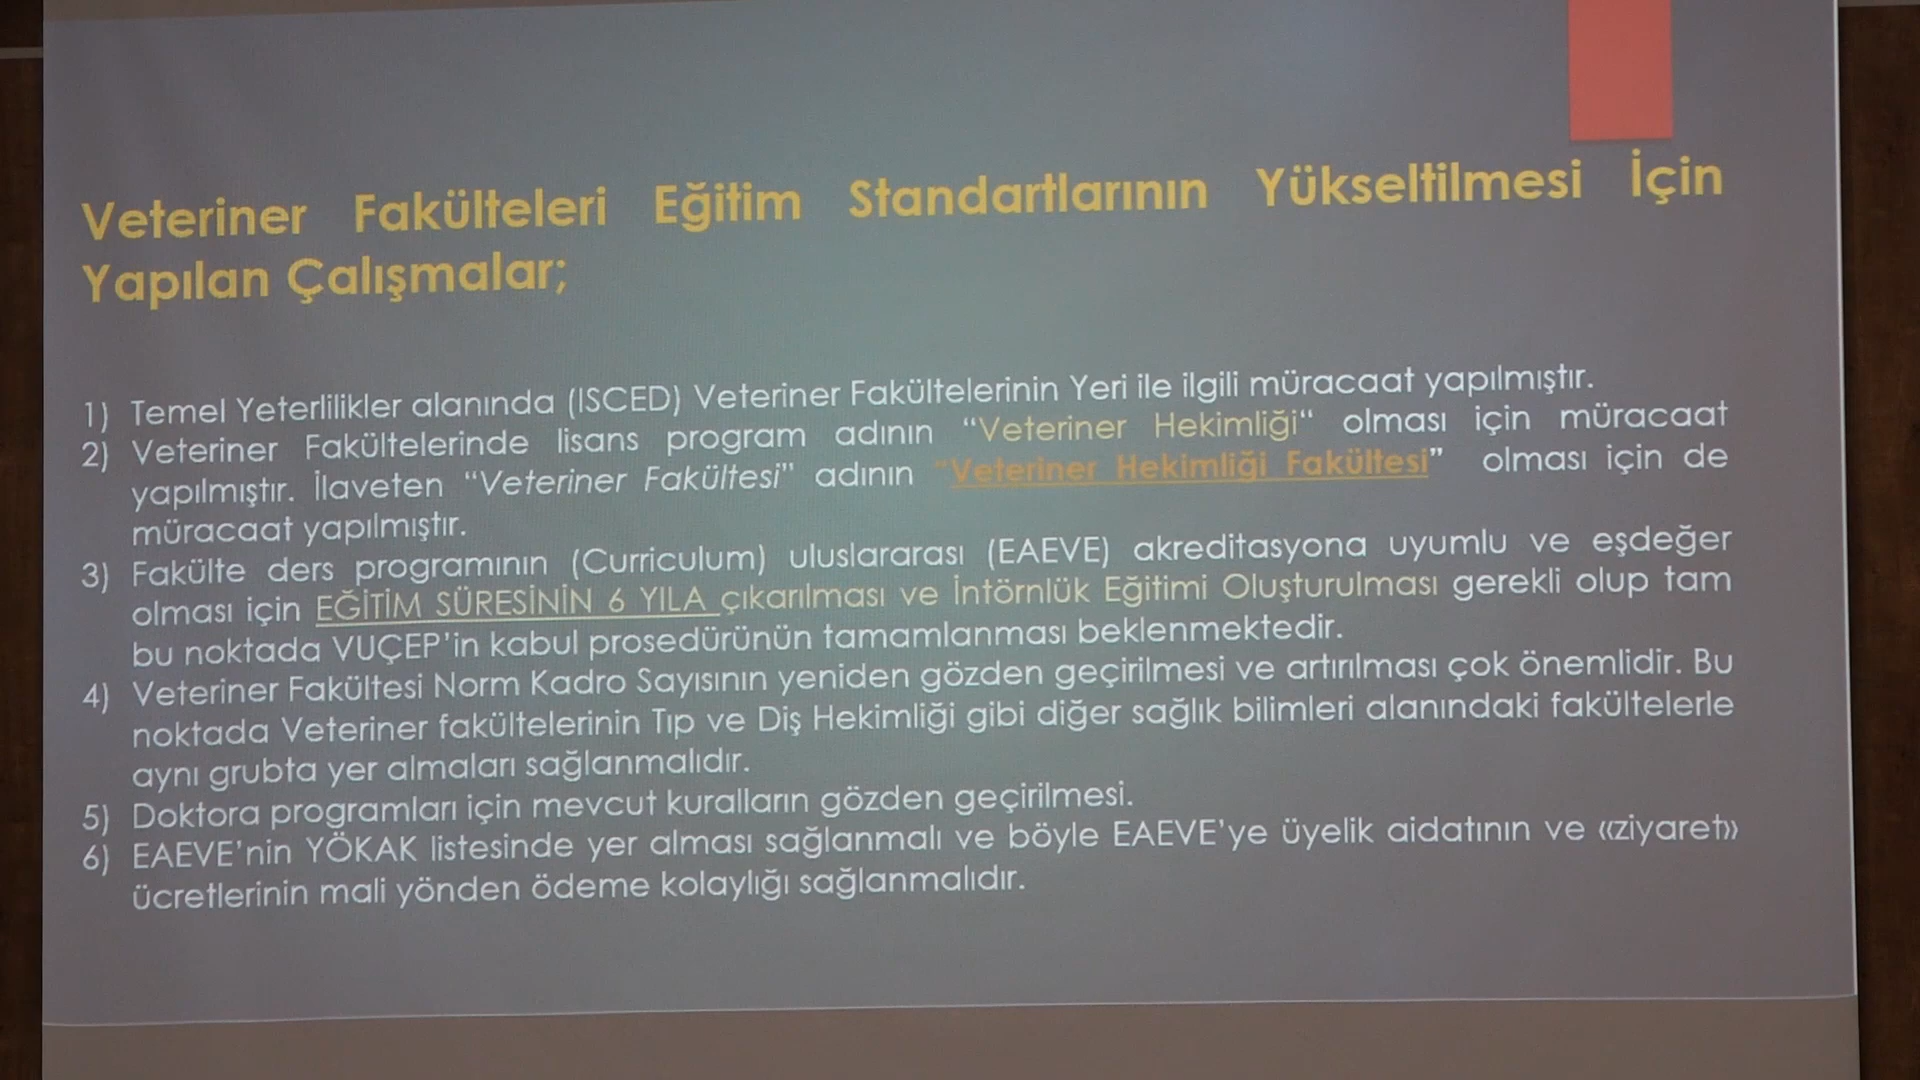 Veteriner Fakülteleri Eğitim Standartlarının Yükseltilmesi İçin
Yapılan Çalışmalar;
1) Temel Yeterlilikler alanında (ISCED) Veteriner Fakültelerinin Yeri ile ilgili müracaat yapılmıştır.
2) Veteriner Fakültelerinde lisans program adının “Veteriner Hekimliği“ olması için müracaat
yapılmıştır. İlaveten “Veteriner Fakültesi” adının “Veteriner Hekimliği Fakültesi” olması için de
müracaat yapılmıştır.
3) Fakülte ders programının (Curriculum) uluslararası (EAEVE) akreditasyona uyumlu ve eşdeğer
olması için EĞİTİM SÜRESİNİN 6 YILA çıkarılması ve İntörnlük Eğitimi Oluşturulması gerekli olup tam
bu noktada VUÇEP’in kabul prosedürünün tamamlanması beklenmektedir.
4) Veteriner Fakültesi Norm Kadro Sayısının yeniden gözden geçirilmesi ve artırılması çok önemlidir. Bu
noktada Veteriner fakültelerinin Tıp ve Diş Hekimliği gibi diğer sağlık bilimleri alanındaki fakültelerle
aynı grubta yer almaları sağlanmalıdır.
5) Doktora programları için mevcut kuralların gözden geçirilmesi.
6) EAEVE’nin YÖKAK listesinde yer alması sağlanmalı ve böyle EAEVE’ye üyelik aidatının ve «ziyaret»
ücretlerinin mali yönden ödeme kolaylığı sağlanmalıdır.